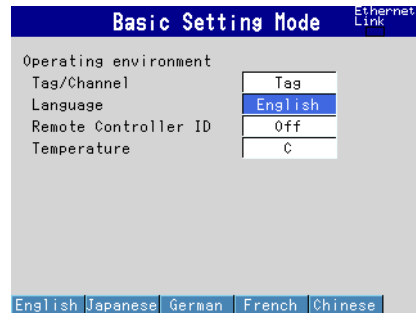 Basic Setting Mode
Ethernet
Link
Operating environment
Tag/Channel Tag
Language English
Remote Controller ID Off
Temperature C
English Japanese German French Chinese